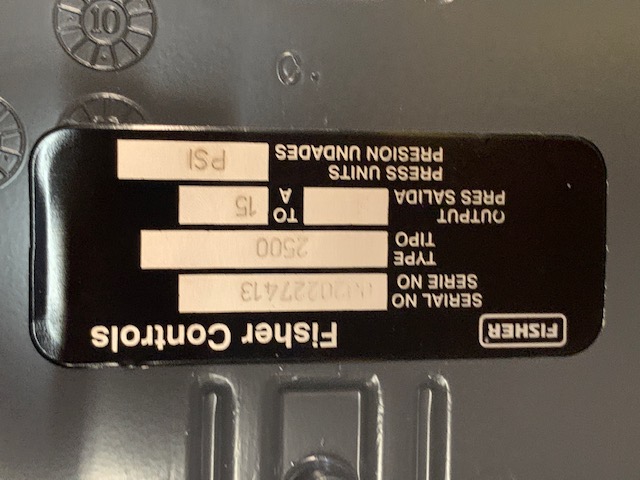 FISHER Fisher Controls
SERIAL NO
SERIE NO
TYPE 2500
TIPO
OUTPUT TO 15
PRES SALIDA A
PRESS UNITS PSI
PRESION UNDADES
10